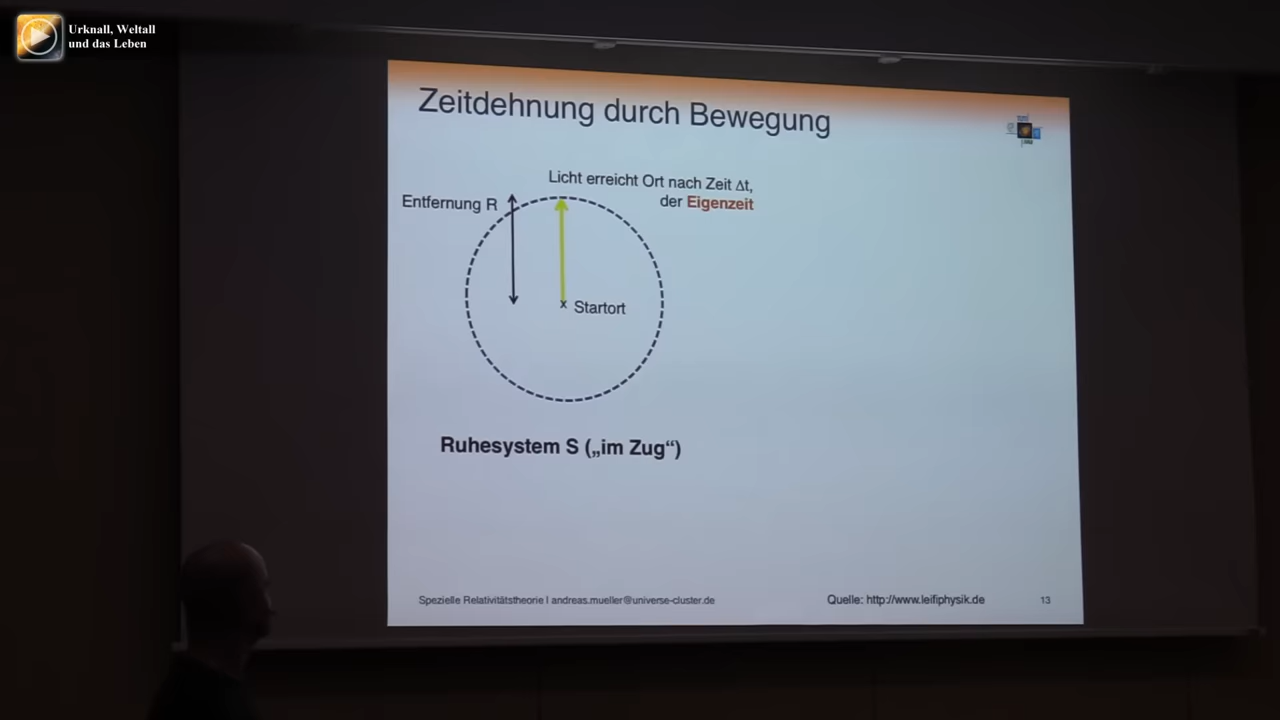 Urknall, Weltall
und das Leben
Zeitdehnung durch Bewegung
Licht erreicht Ort nach Zeit Δt,
der Eigenzeit
Entfernung R
x Startort
Ruhesystem S („im Zug“)
Spezielle Relativitätstheorie | andreas.mueller@universe-cluster.de
Quelle: http://www.leifiphysik.de
13